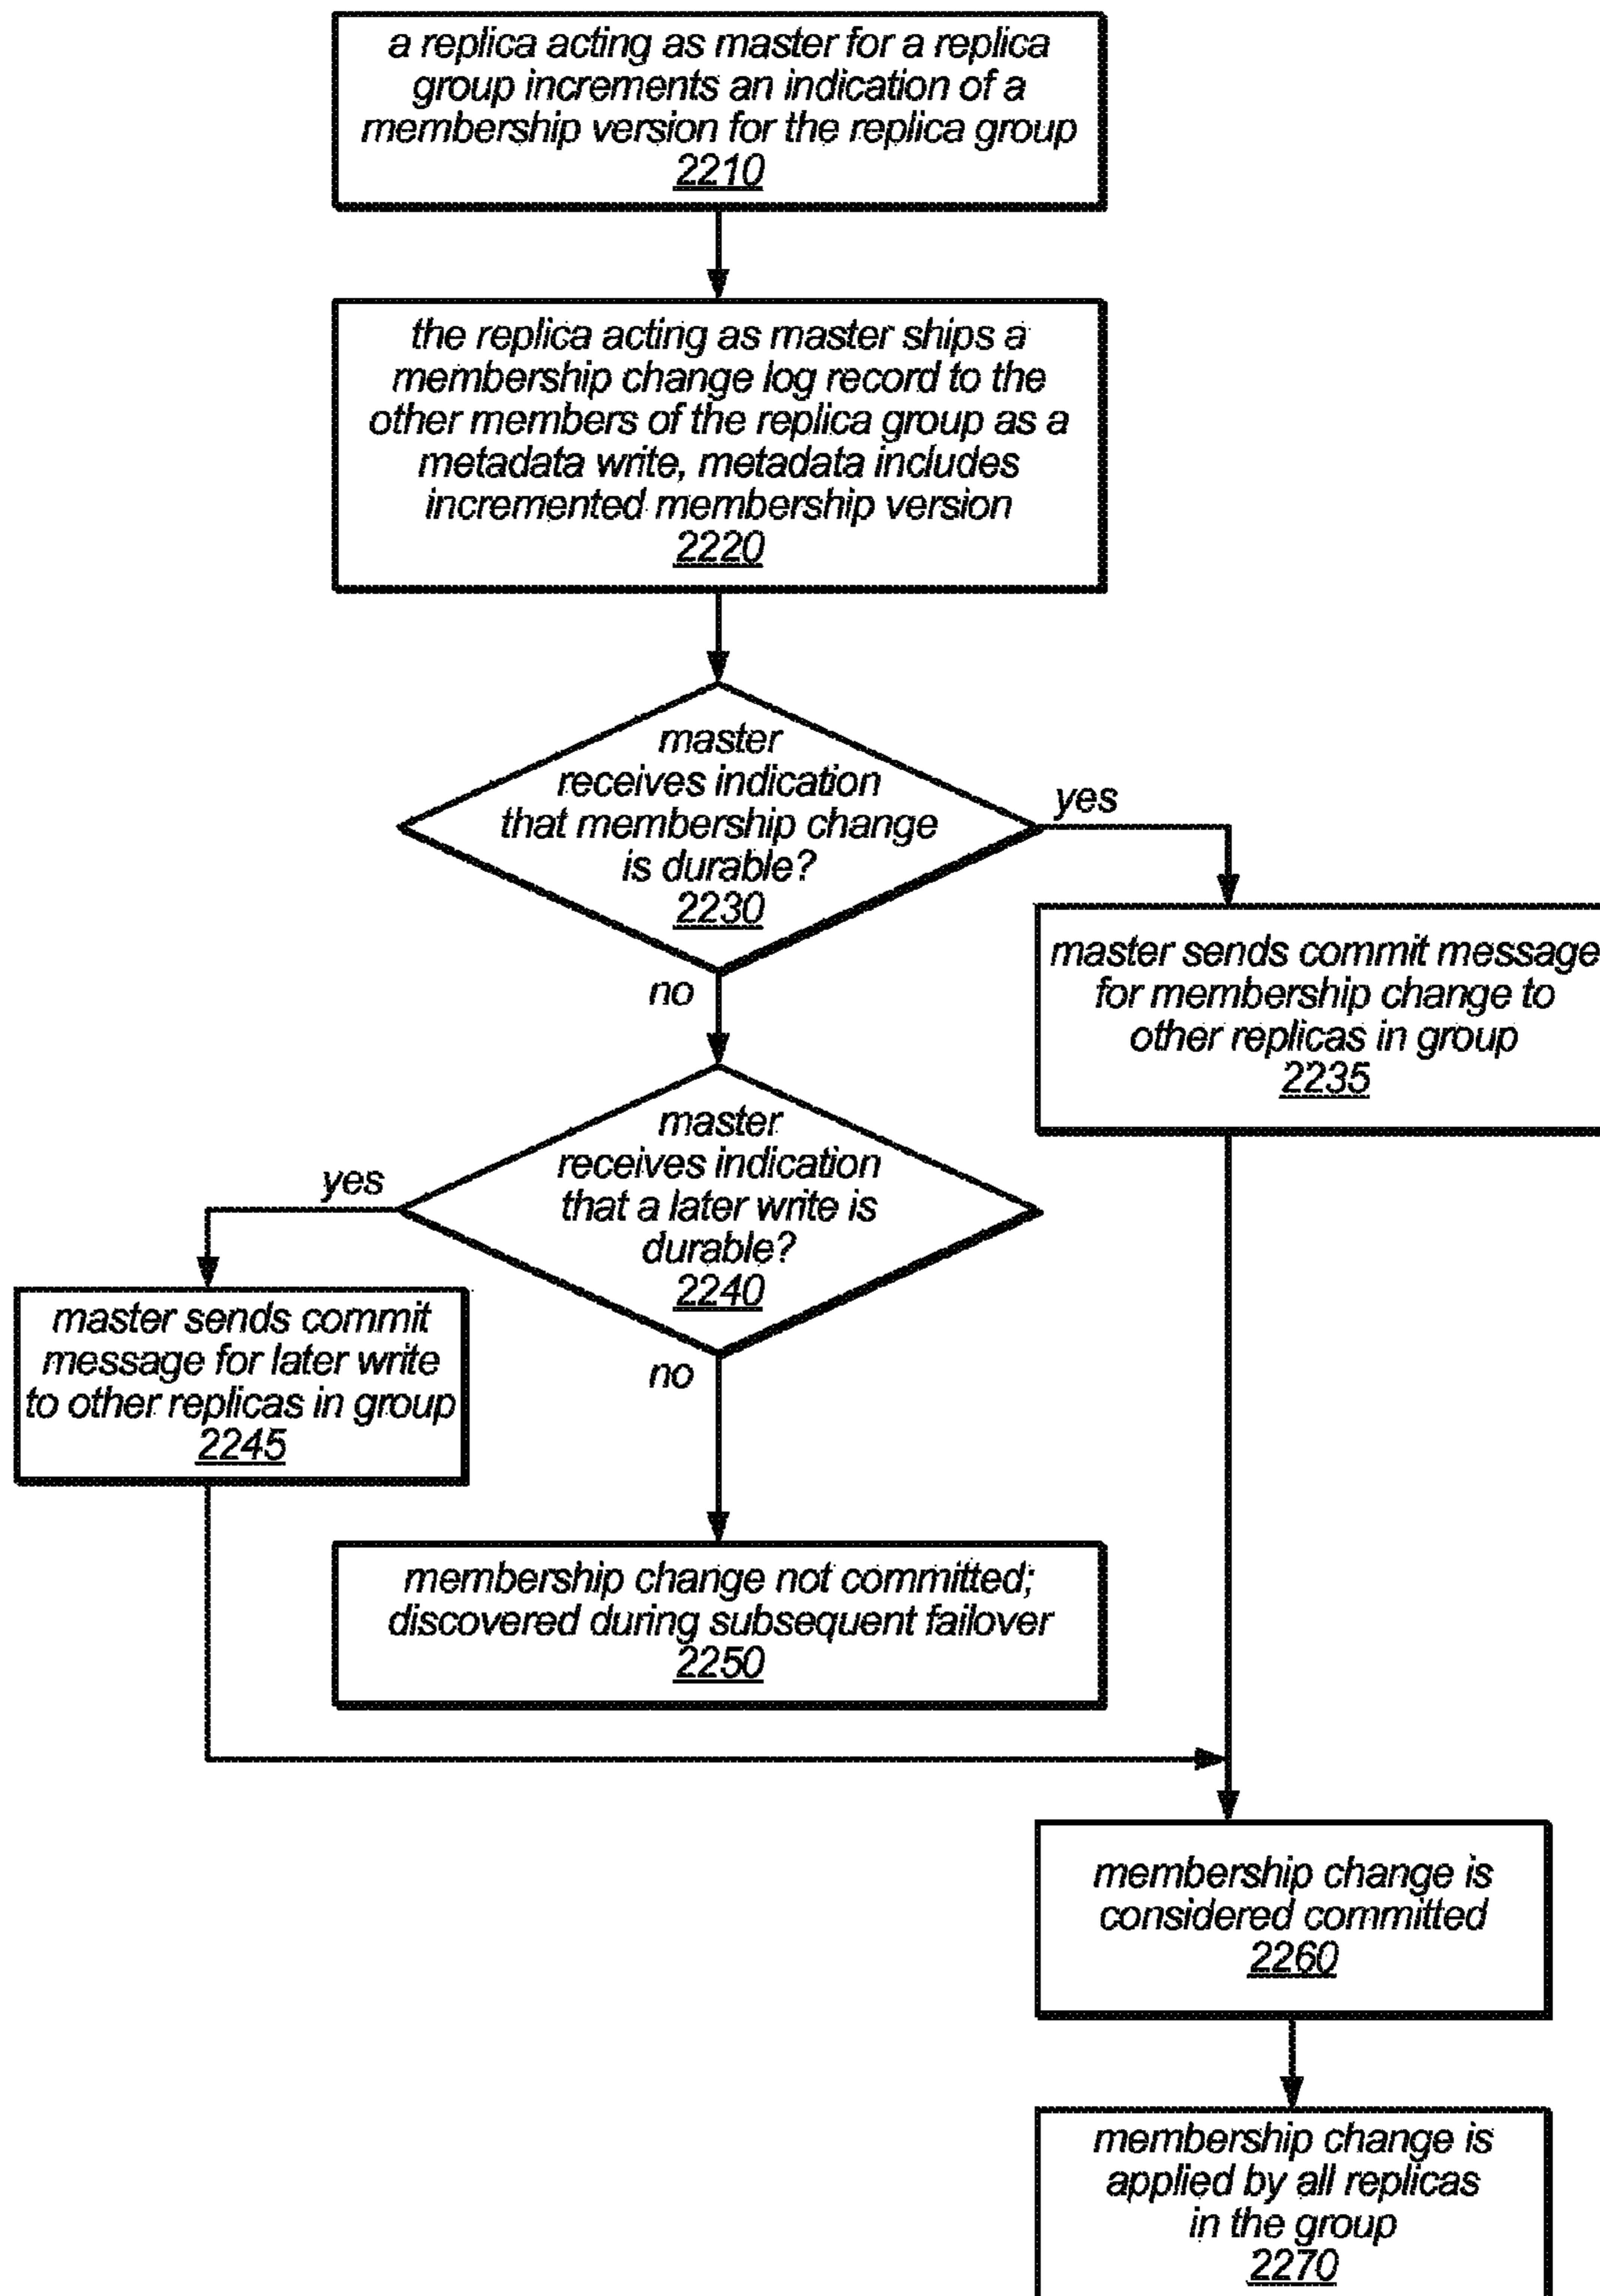 a replica acting as master for a replica
group increments an indication of a
membership version for the replica group
2210
the replica acting as master ships a
membership change log record to the
other members of the replica group as a
metadata write, metadata includes
incremented membership version
2220
master
receives indication
that membership change
is durable?
2230
yes
no
master sends commit message
for membership change to
other replicas in group
2235
master
receives indication
that a later write is
durable?
2240
yes
no
master sends commit
message for later write
to other replicas in group
2245
membership change not committed;
discovered during subsequent failover
2250
membership change is
considered committed
2260
membership change is
applied by all replicas
in the group
2270